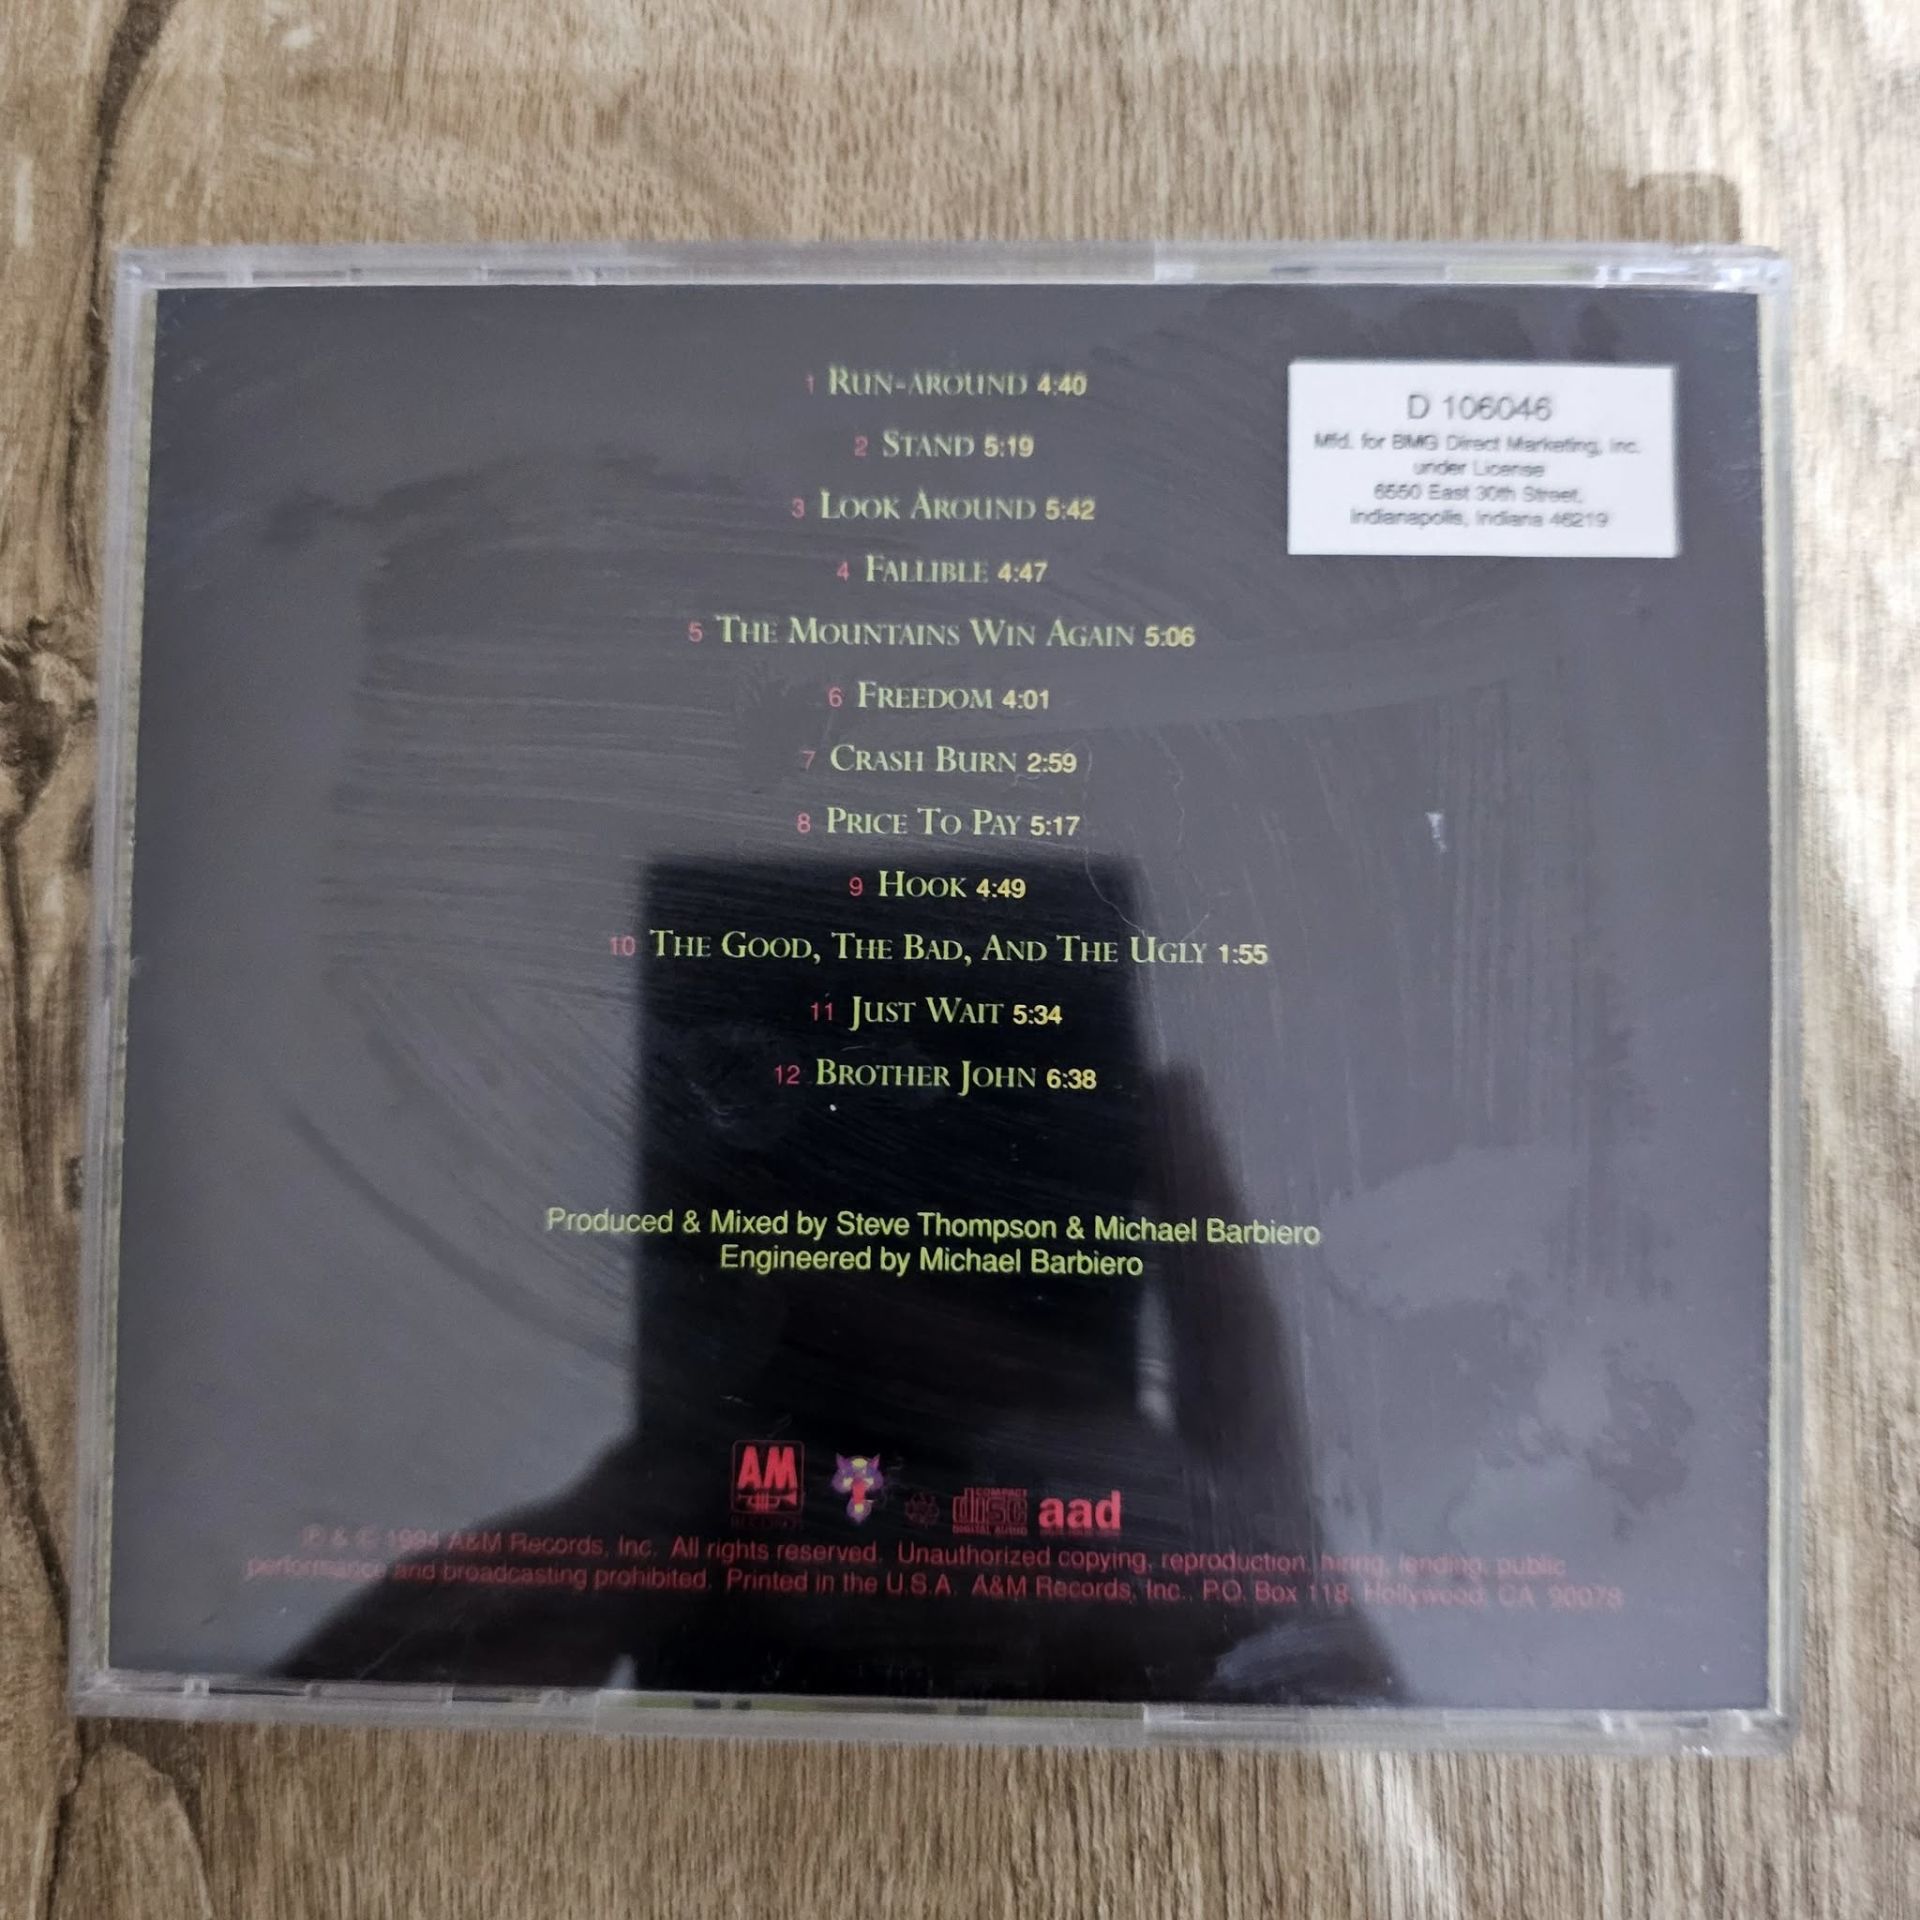 1 RUN-AROUND 4:40
2 STAND 5:19
3 LOOK AROUND 5:42
4 FALLIBLE 4:47
5 THE MOUNTAINS WIN AGAIN 5:06
6 FREEDOM 4:01
7 CRASH BURN 2:59
8 PRICE TO PAY 5:17
9 HOOK 4:49
10 THE GOOD, THE BAD, AND THE UGLY 1:55
11 JUST WAIT 5:34
12 BROTHER JOHN 6:38
D 106046
Mfd. for BMG Direct Marketing, Inc.
under License
6550 East 30th Street,
Indianapolis, Indiana 46219
Produced & Mixed by Steve Thompson & Michael Barbiero
Engineered by Michael Barbiero
AM
RECORDS
COMPACT
disc
DIGITAL AUDIO
aad
℗ & © 1994 A&M Records, Inc. All rights reserved. Unauthorized copying, reproduction, hiring, lending, public
performance and broadcasting prohibited. Printed in the U.S.A. A&M Records, Inc., P.O. Box 118, Hollywood, CA 90078